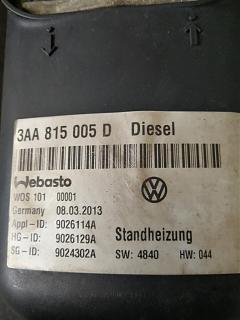 3AA 815 005 D Diesel
Webasto
WOS 101 00001
Germany 08.03.2013
Appl-ID: 9026114A
HG-ID: 9026129A Standheizung
SG-ID: 9024302A SW: 4840 HW: 044